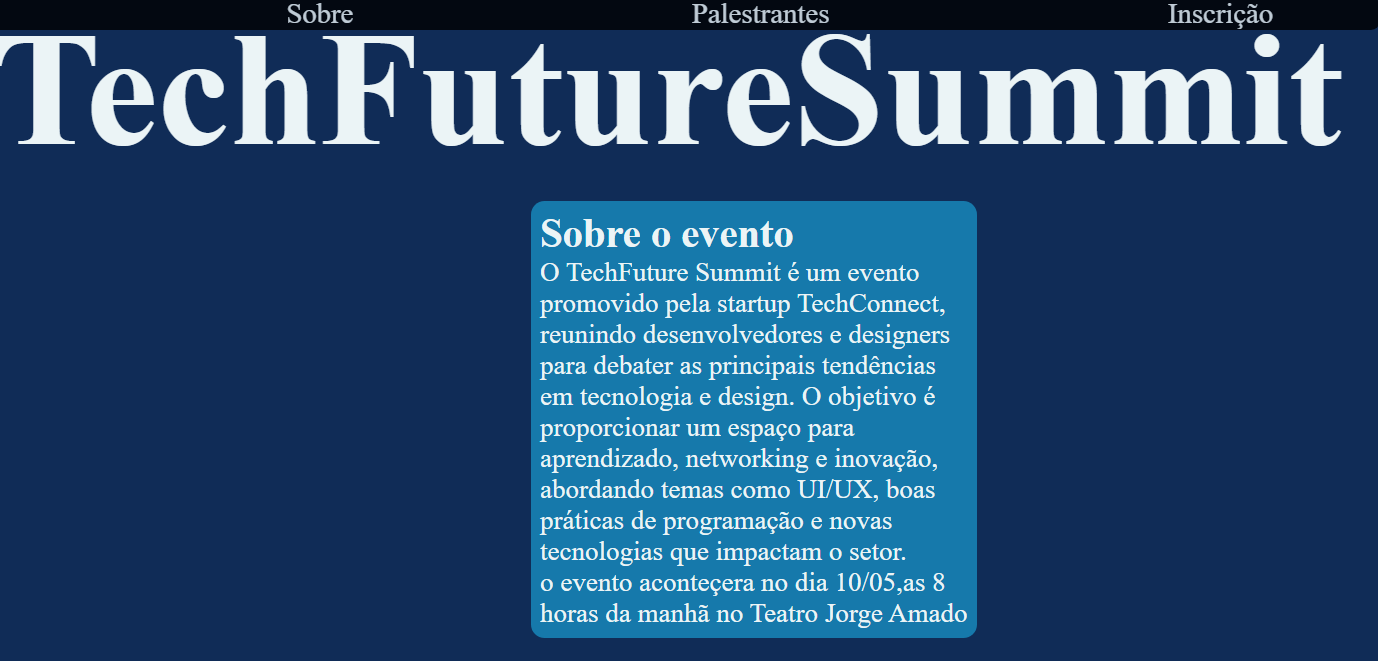 Sobre Palestrantes Inscrição
TechFutureSummit
Sobre o evento
O TechFuture Summit é um evento
promovido pela startup TechConnect,
reunindo desenvolvedores e designers
para debater as principais tendências
em tecnologia e design. O objetivo é
proporcionar um espaço para
aprendizado, networking e inovação,
abordando temas como UI/UX, boas
práticas de programação e novas
tecnologias que impactam o setor.
o evento aconteçera no dia 10/05,as 8
horas da manhã no Teatro Jorge Amado